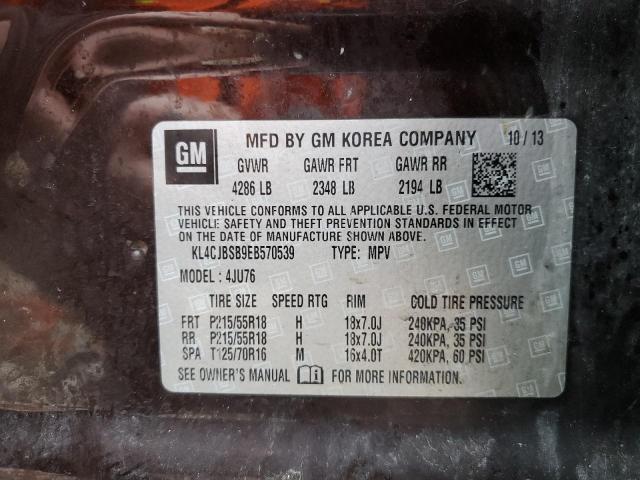 GM MFD BY GM KOREA COMPANY 10/13
GVWR GAWR FRT GAWR RR
4286 LB 2348 LB 2194 LB
THIS VEHICLE CONFORMS TO ALL APPLICABLE U.S. FEDERAL MOTOR
VEHICLE SAFETY AND THEFT PREVENTION STANDARDS IN EFFECT
ON THE DATE OF MANUFACTURE SHOWN ABOVE.
KL4CJBSB9EB570539 TYPE: MPV
MODEL: 4JU76
TIRE SIZE SPEED RTG RIM COLD TIRE PRESSURE
FRT P215/55R18 H 18x7.0J 240KPA, 35 PSI
RR P215/55R18 H 18x7.0J 240KPA, 35 PSI
SPA T125/70R16 M 16x4.0T 420KPA, 60 PSI
SEE OWNER'S MANUAL FOR MORE INFORMATION.